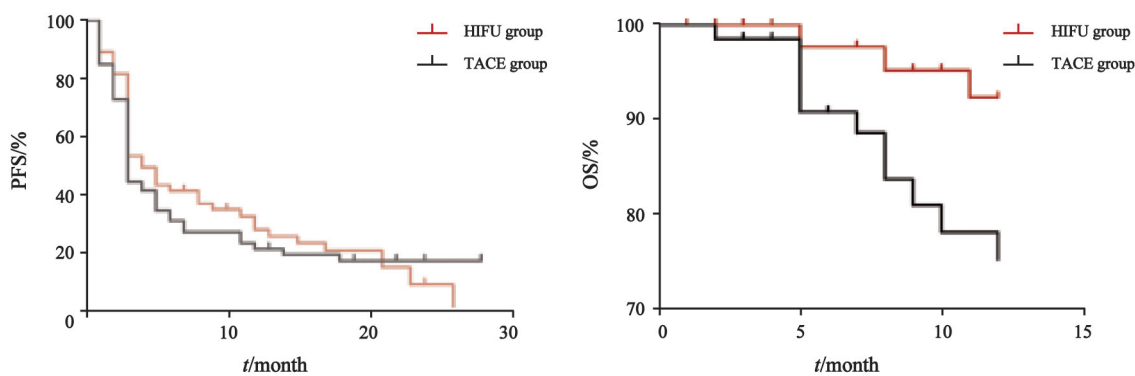 100
80
60
40
20
0
PFS/%
0 10 20 30
t/month
HIFU group
TACE group
100
90
80
70
OS/%
0 5 10 15
t/month
HIFU group
TACE group